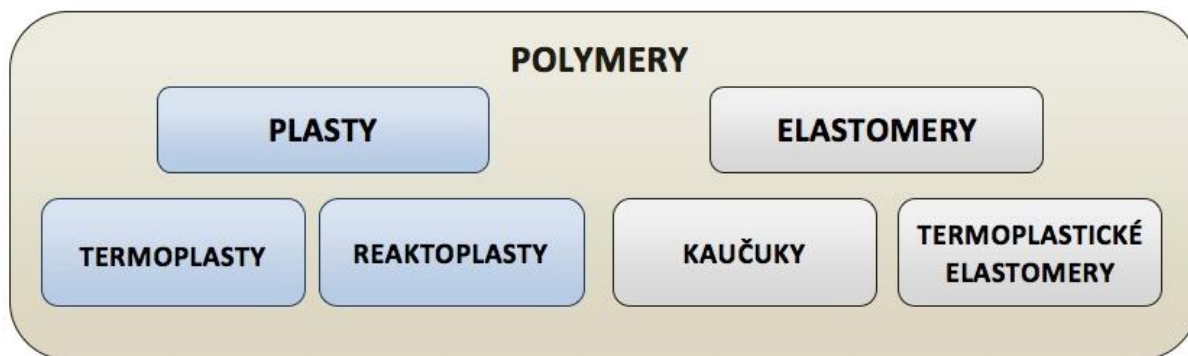 POLYMERY
PLASTY
ELASTOMERY
TERMOPLASTY
REAKTOPLASTY
KAUČUKY
TERMOPLASTICKÉ
ELASTOMERY